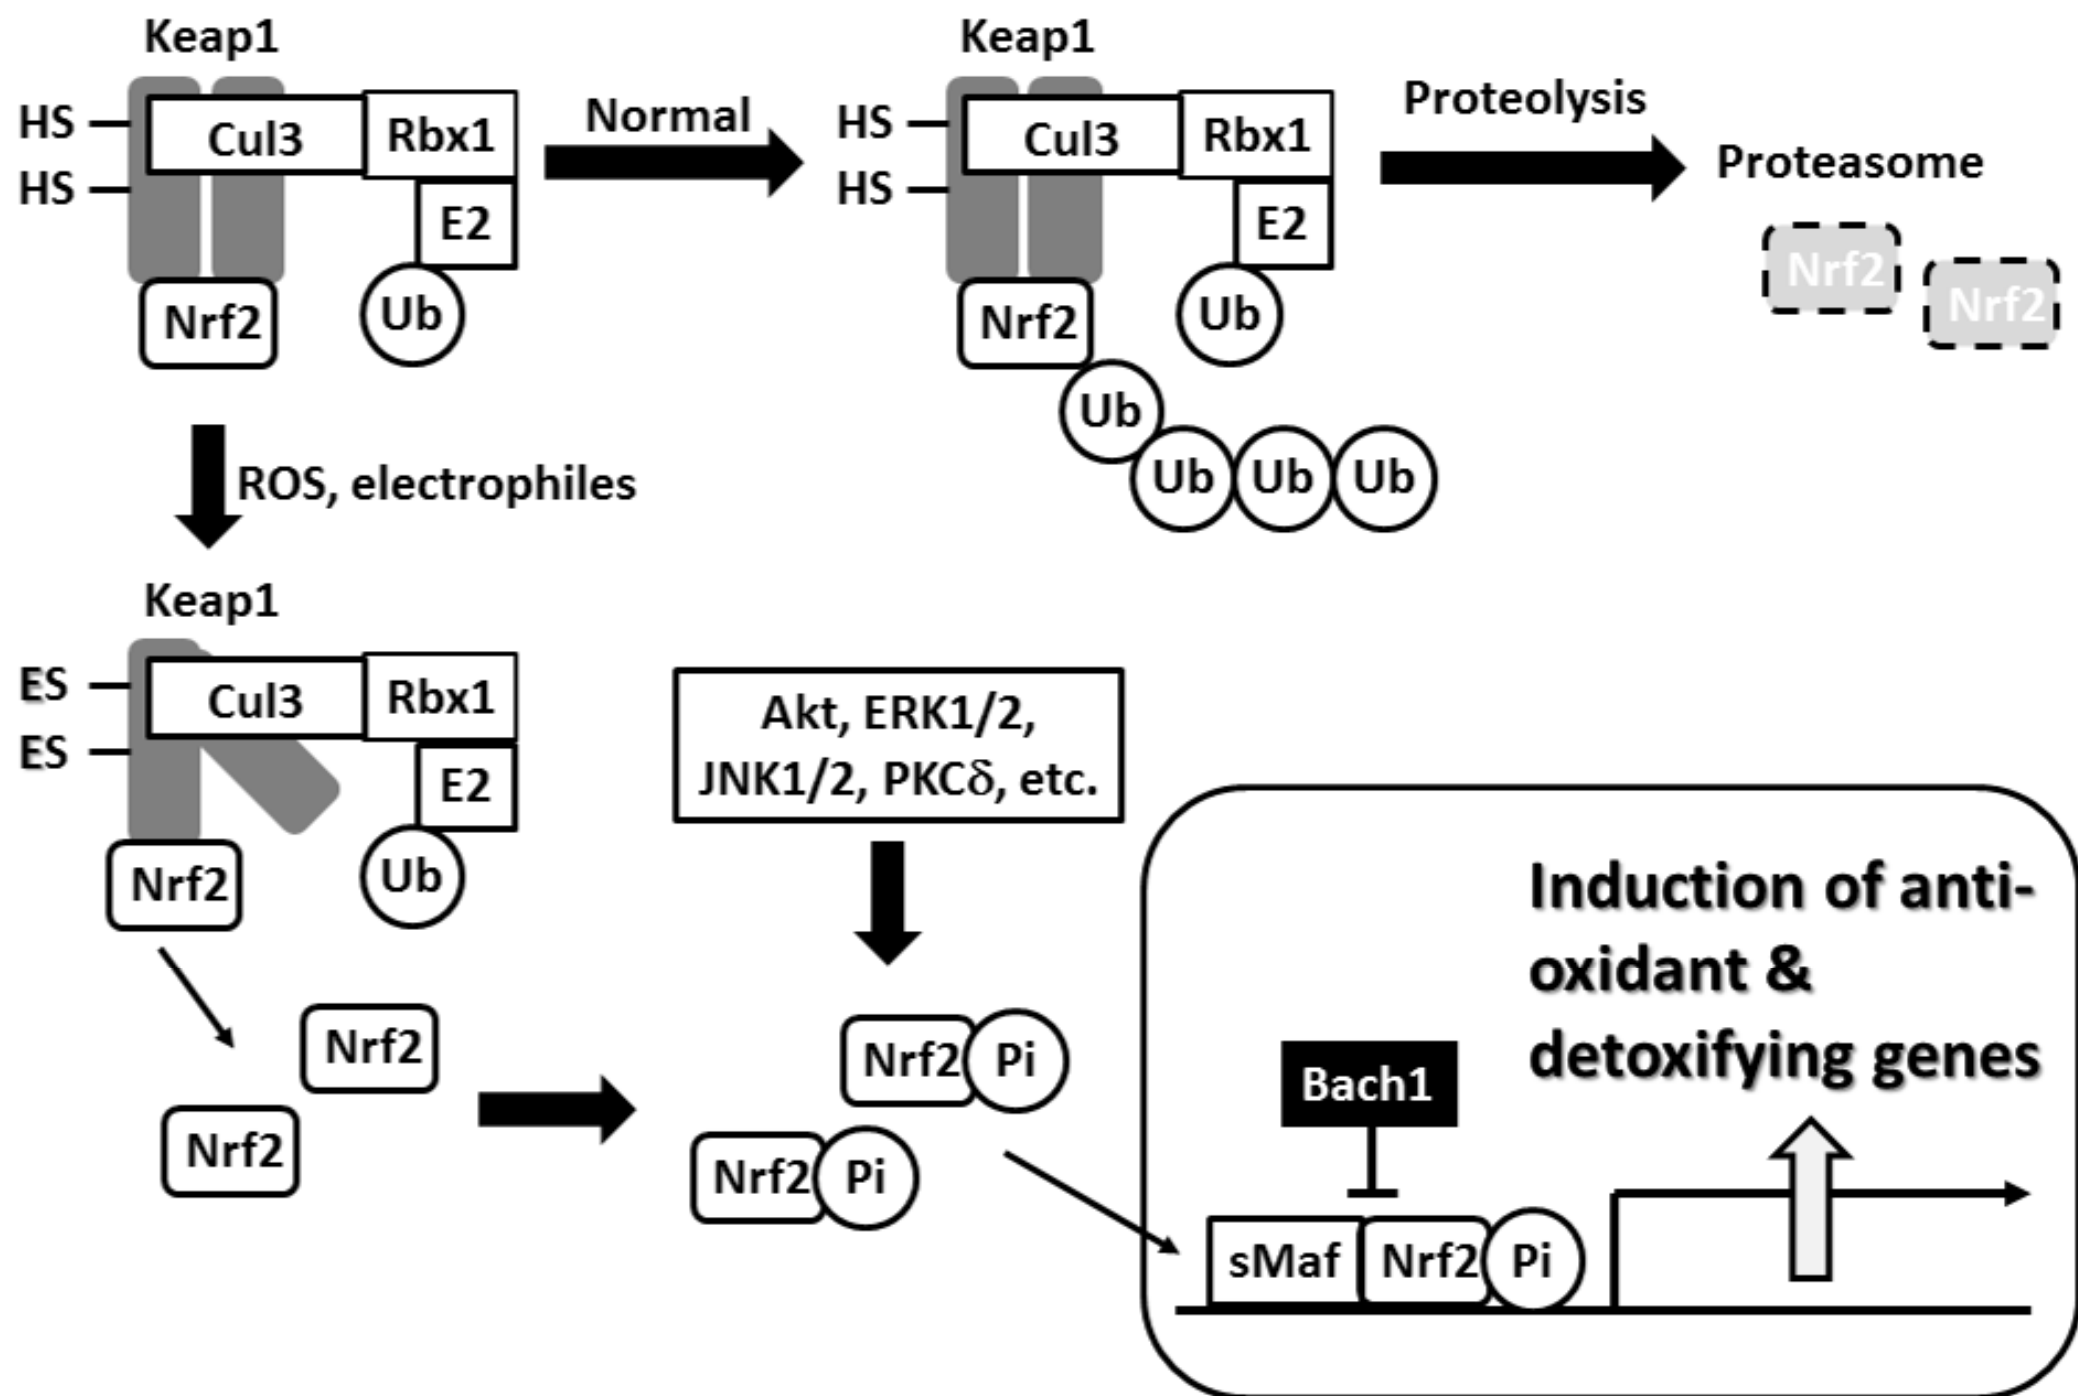 Keap1
HS
HS
Cul3
Rbx1
E2
Nrf2
Ub
Normal
Keap1
HS
HS
Cul3
Rbx1
E2
Nrf2
Ub
Ub
Ub
Ub
Ub
Proteolysis
Proteasome
Nrf2
Nrf2
ROS, electrophiles
Keap1
ES
ES
Cul3
Rbx1
E2
Nrf2
Ub
Nrf2
Nrf2
Akt, ERK1/2,
JNK1/2, PKCδ, etc.
Nrf2
Pi
Nrf2
Pi
Induction of anti-
oxidant &
detoxifying genes
Bach1
sMaf
Nrf2
Pi